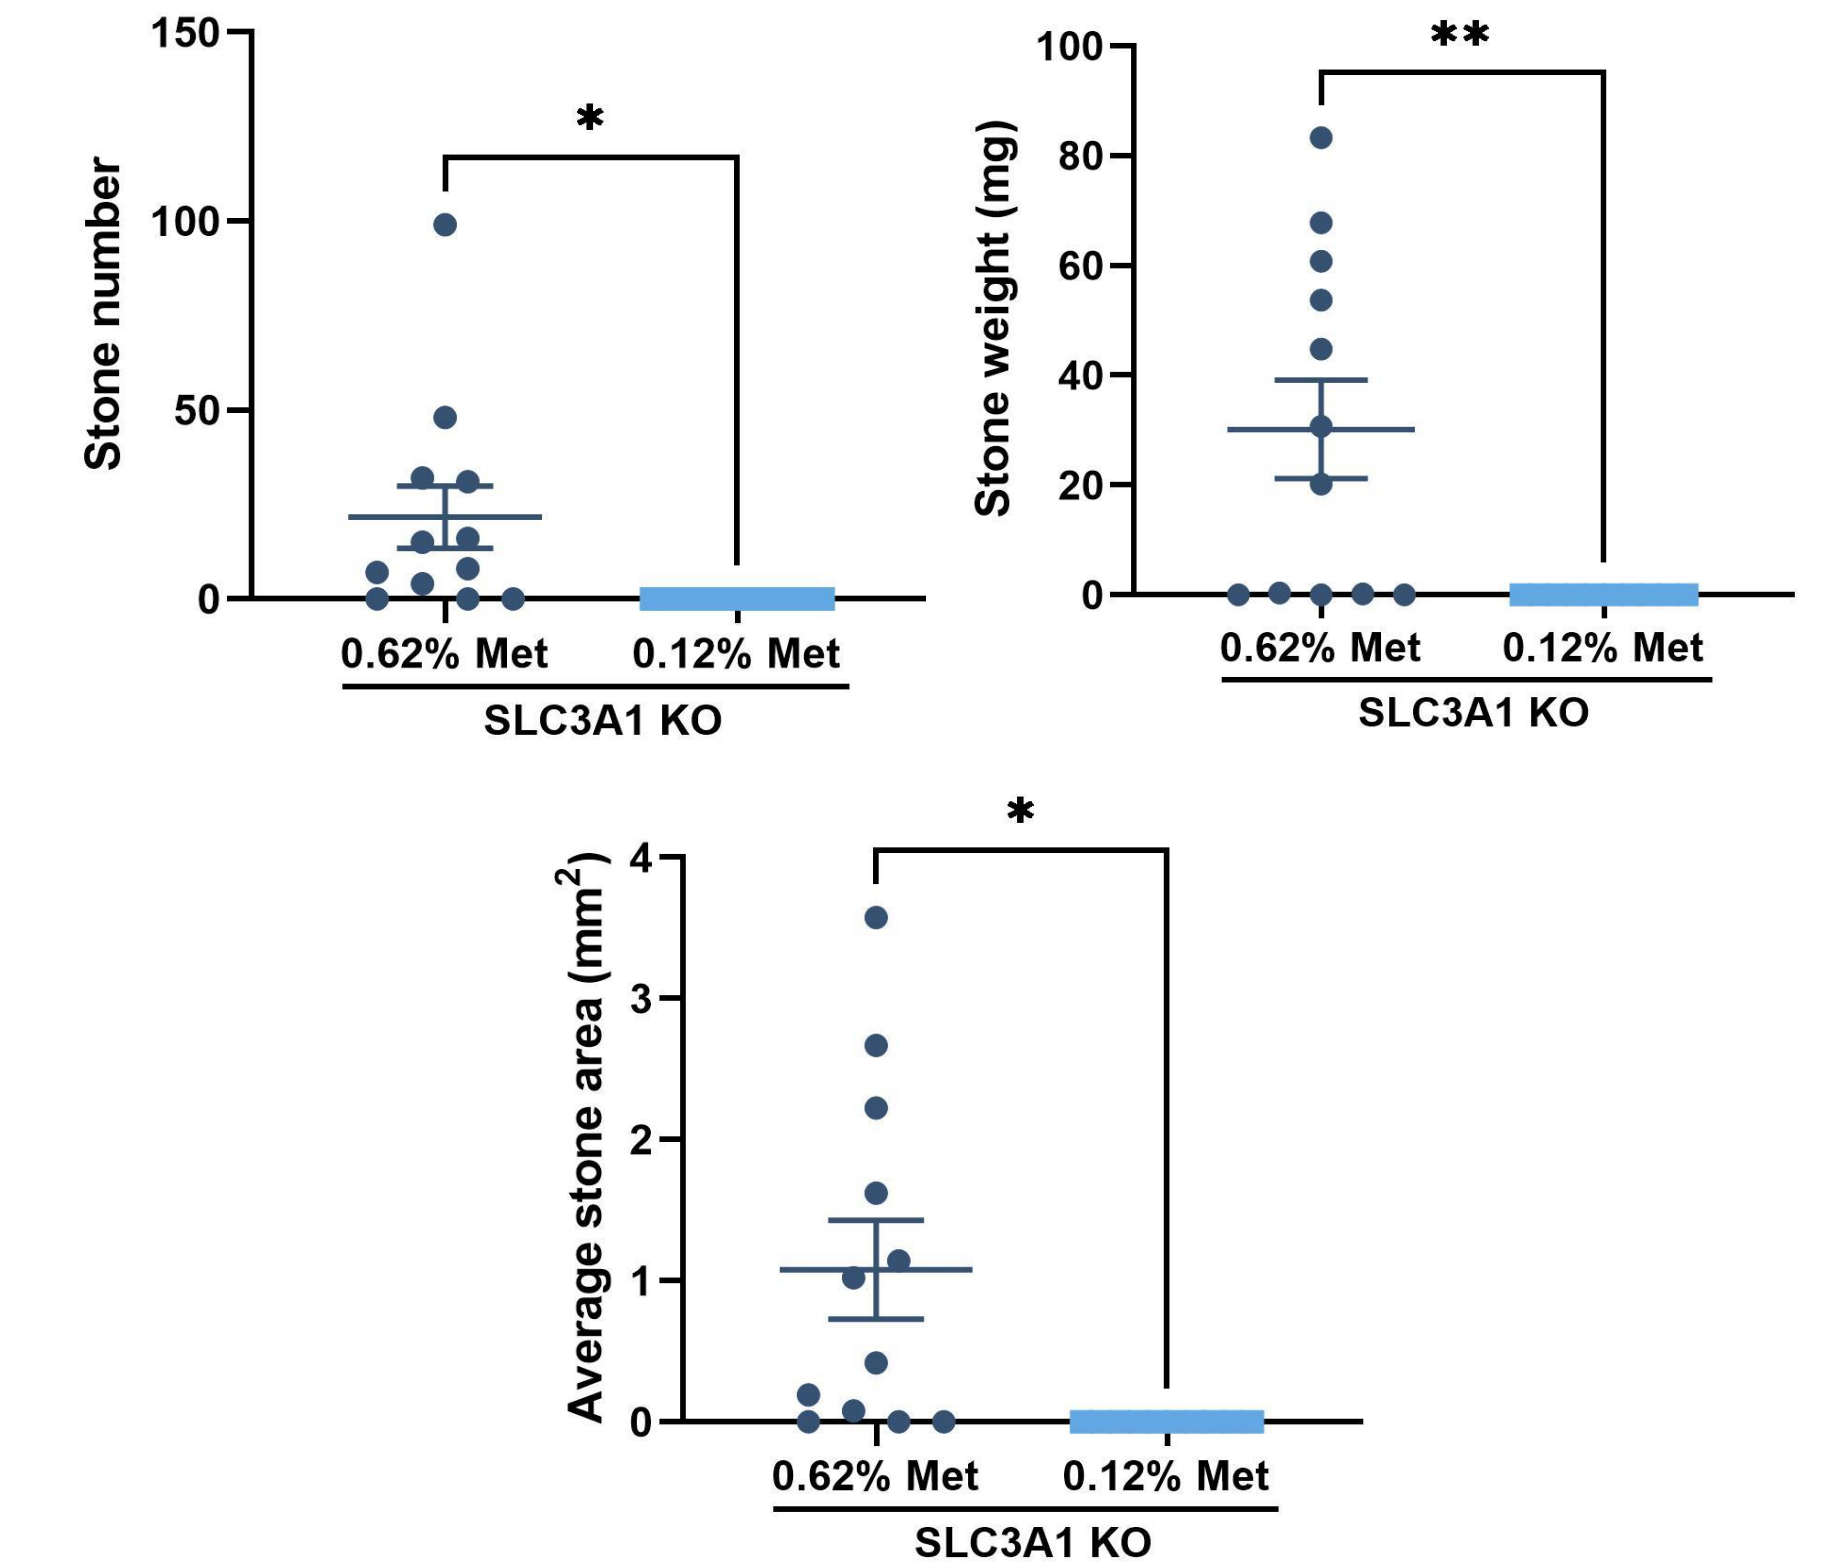 150
100
50
0
Stone number
*
0.62% Met
0.12% Met
SLC3A1 KO
100
80
60
40
20
0
Stone weight (mg)
**
0.62% Met
0.12% Met
SLC3A1 KO
4
3
2
1
0
Average stone area (mm²)
*
0.62% Met
0.12% Met
SLC3A1 KO